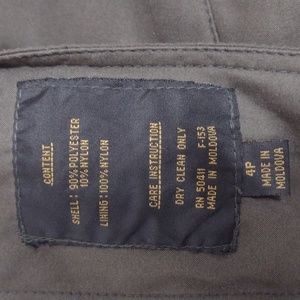 CONTENT
SHELL: 90% POLYESTER
10% NYLON
LINING: 100% NYLON
CARE INSTRUCTION
DRY CLEAN ONLY
RN 50411 F-153
MADE IN MOLDOVA
4P
MADE IN
MOLDOVA